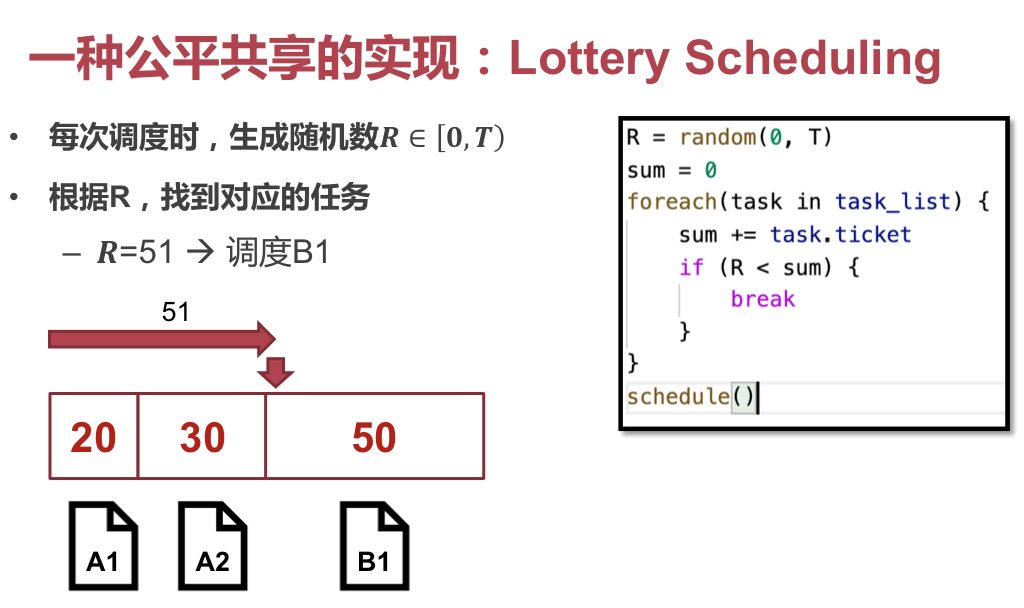 一种公平共享的实现：Lottery Scheduling
• 每次调度时，生成随机数R ∈ [0, T)
• 根据R，找到对应的任务
– R=51 → 调度B1
51
20 30 50
A1 A2 B1
R = random(0, T)
sum = 0
foreach(task in task_list) {
sum += task.ticket
if (R < sum) {
break
}
}
schedule()